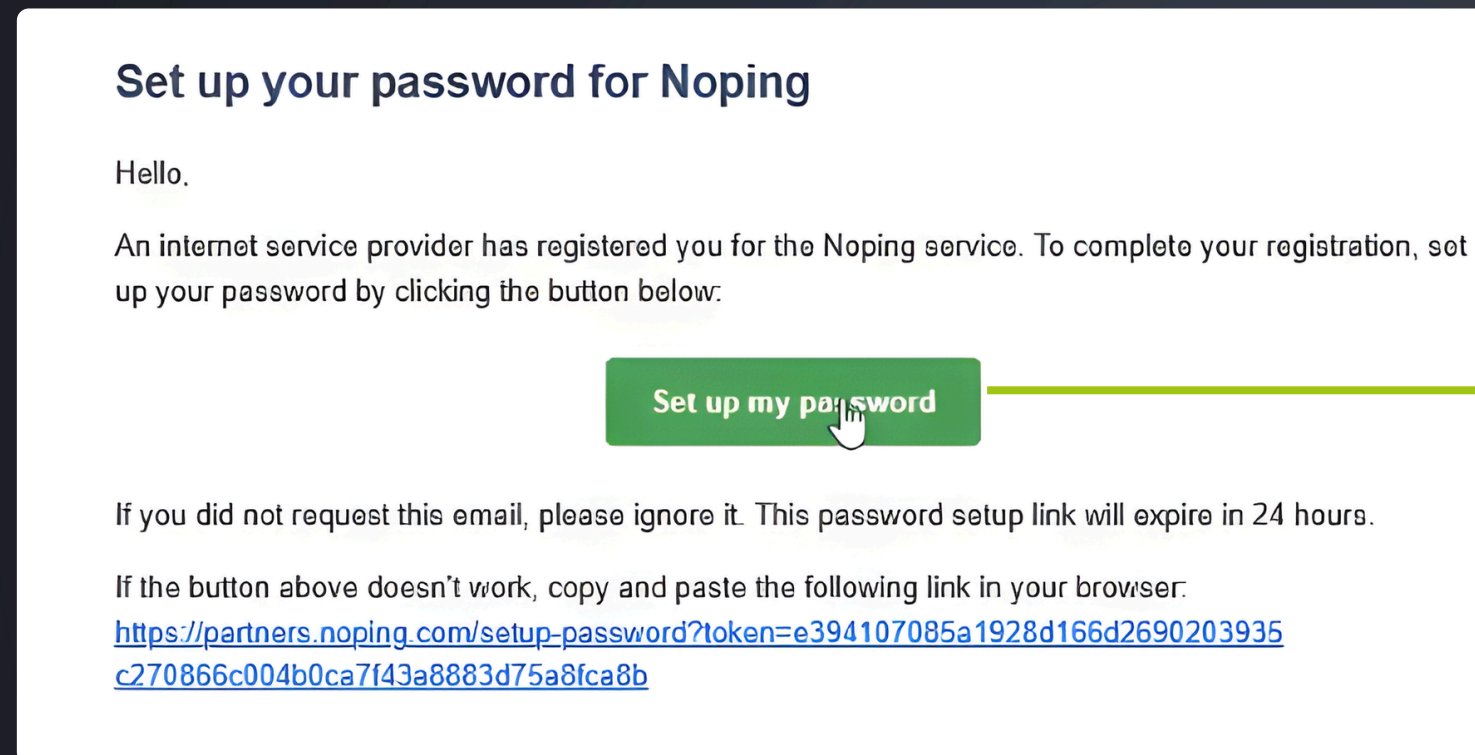 Set up your password for Noping
Hello.
An internet service provider has registered you for the Noping service. To complete your registration, set
up your password by clicking the button below:
Set up my password
If you did not request this email, please ignore it. This password setup link will expire in 24 hours.
If the button above doesn't work, copy and paste the following link in your browser:
https://partners.noping.com/setup-password?token=e394107085a1928d166d2690203935
c270866c004b0ca7f43a8883d75a8fca8b